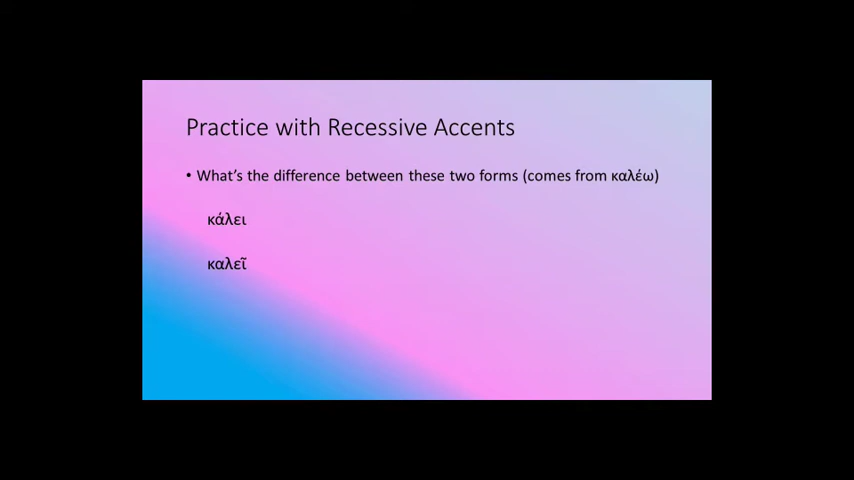 Practice with Recessive Accents
• What's the difference between these two forms (comes from καλέω)
κάλει
καλεῖ